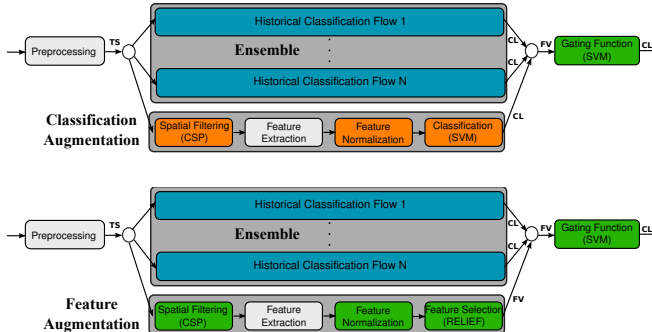 Historical Classification Flow 1
Preprocessing
TS
Ensemble
CL
CL
FV
Gating Function
(SVM)
CL
Historical Classification Flow N
Classification
Augmentation
Spatial Filtering
(CSP)
Feature
Extraction
Feature
Normalization
Classification
(SVM)
CL
Historical Classification Flow 1
Preprocessing
TS
Ensemble
CL
CL
FV
Gating Function
(SVM)
CL
Historical Classification Flow N
Feature
Augmentation
Spatial Filtering
(CSP)
Feature
Extraction
Feature
Normalization
Feature Selection
(RELIEF)
FV